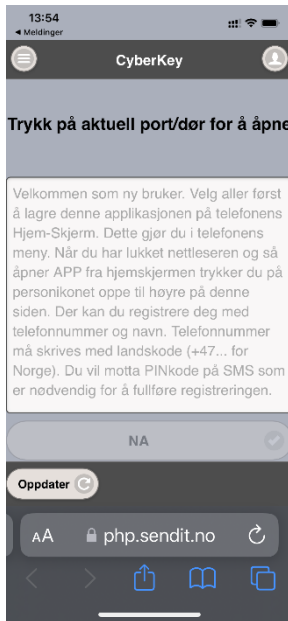 13:54
◀ Meldinger
CyberKey
Trykk på aktuell port/dør for å åpne
Velkommen som ny bruker. Velg aller først
å lagre denne applikasjonen på telefonens
Hjem-Skjerm. Dette gjør du i telefonens
meny. Når du har lukket nettleseren og så
åpner APP fra hjemskjermen trykker du på
personikonet oppe til høyre på denne
siden. Der kan du registrere deg med
telefonnummer og navn. Telefonnummer
må skrives med landskode (+47... for
Norge). Du vil motta PINkode på SMS som
er nødvendig for å fullføre registreringen.
NA
Oppdater
AA php.sendit.no